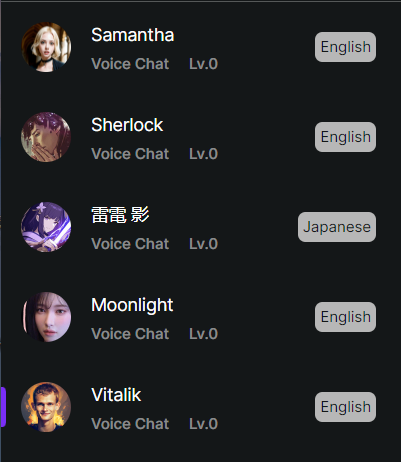 Samantha
Voice Chat Lv.0
English
Sherlock
Voice Chat Lv.0
English
雷電 影
Voice Chat Lv.0
Japanese
Moonlight
Voice Chat Lv.0
English
Vitalik
Voice Chat Lv.0
English